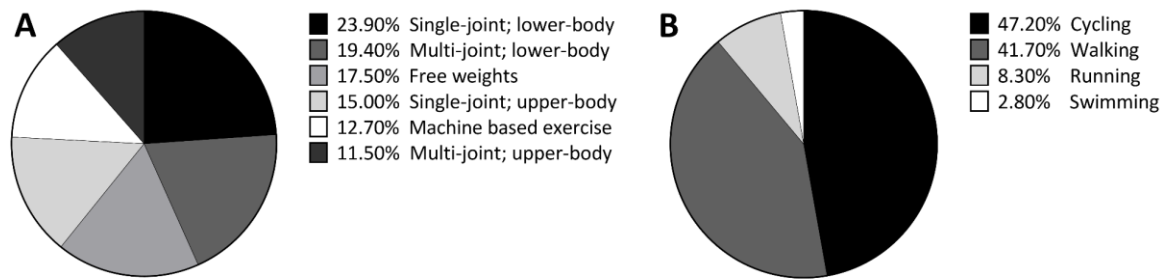 A
23.90% Single-joint; lower-body
19.40% Multi-joint; lower-body
17.50% Free weights
15.00% Single-joint; upper-body
12.70% Machine based exercise
11.50% Multi-joint; upper-body
B
47.20% Cycling
41.70% Walking
8.30% Running
2.80% Swimming